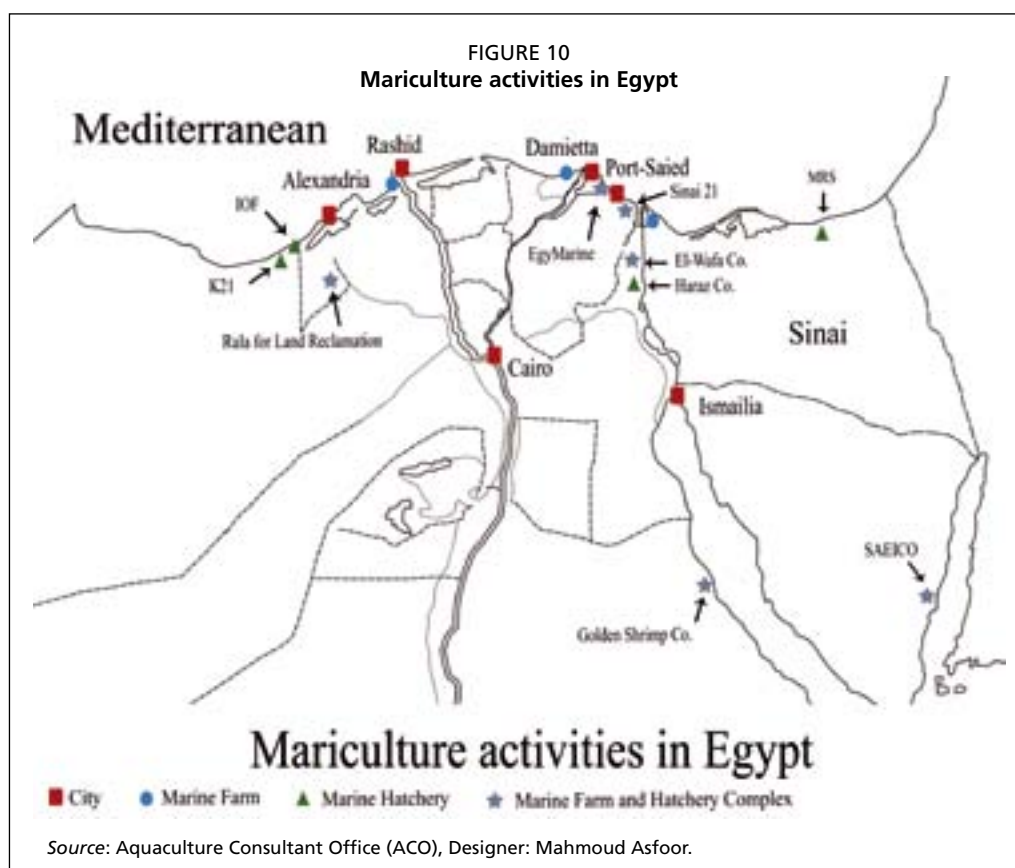 FIGURE 10
Mariculture activities in Egypt
Mediterranean
Rashid
Damietta
Alexandria
Port-Saied
Sinai 21
MRS
IOF
EgyMarine
El-Wafa Co.
K21
Haraz Co.
Rala for Land Reclamation
Sinai
Cairo
Ismailia
SAEICO
Golden Shrimp Co.
Bo
Mariculture activities in Egypt
City Marine Farm Marine Hatchery Marine Farm and Hatchery Complex
Source: Aquaculture Consultant Office (ACO), Designer: Mahmoud Asfoor.